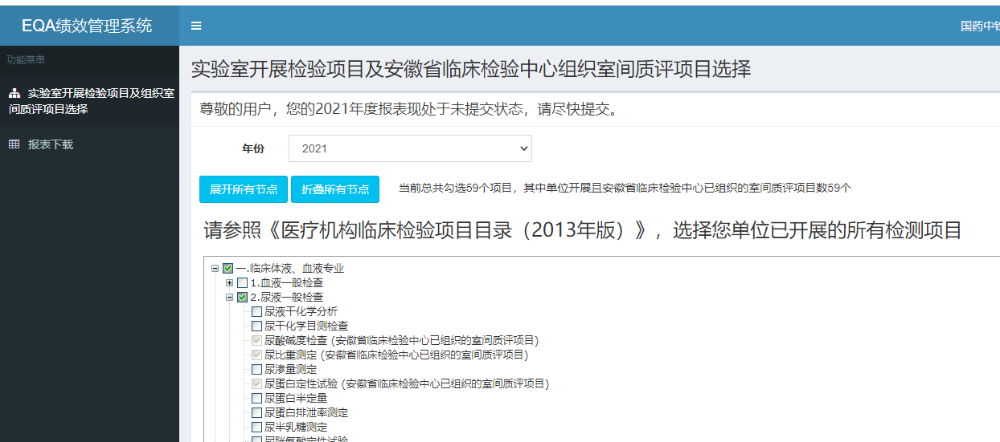 EQA绩效管理系统
国药中铁
功能菜单
实验室开展检验项目及组织室
间质评项目选择
报表下载
实验室开展检验项目及安徽省临床检验中心组织室间质评项目选择
尊敬的用户，您的2021年度报表现处于未提交状态，请尽快提交。
年份
2021
展开所有节点
折叠所有节点
当前总共勾选59个项目，其中单位开展且安徽省临床检验中心已组织的室间质评项目数59个
请参照《医疗机构临床检验项目目录（2013年版）》，选择您单位已开展的所有检测项目
一.临床体液、血液专业
1.血液一般检查
2.尿液一般检查
尿液干化学分析
尿干化学目测检查
尿酸碱度检查 (安徽省临床检验中心已组织的室间质评项目)
尿比重测定 (安徽省临床检验中心已组织的室间质评项目)
尿渗量测定
尿蛋白定性试验 (安徽省临床检验中心已组织的室间质评项目)
尿蛋白半定量
尿蛋白排泄率测定
尿半乳糖测定
尿胱氨酸定性试验